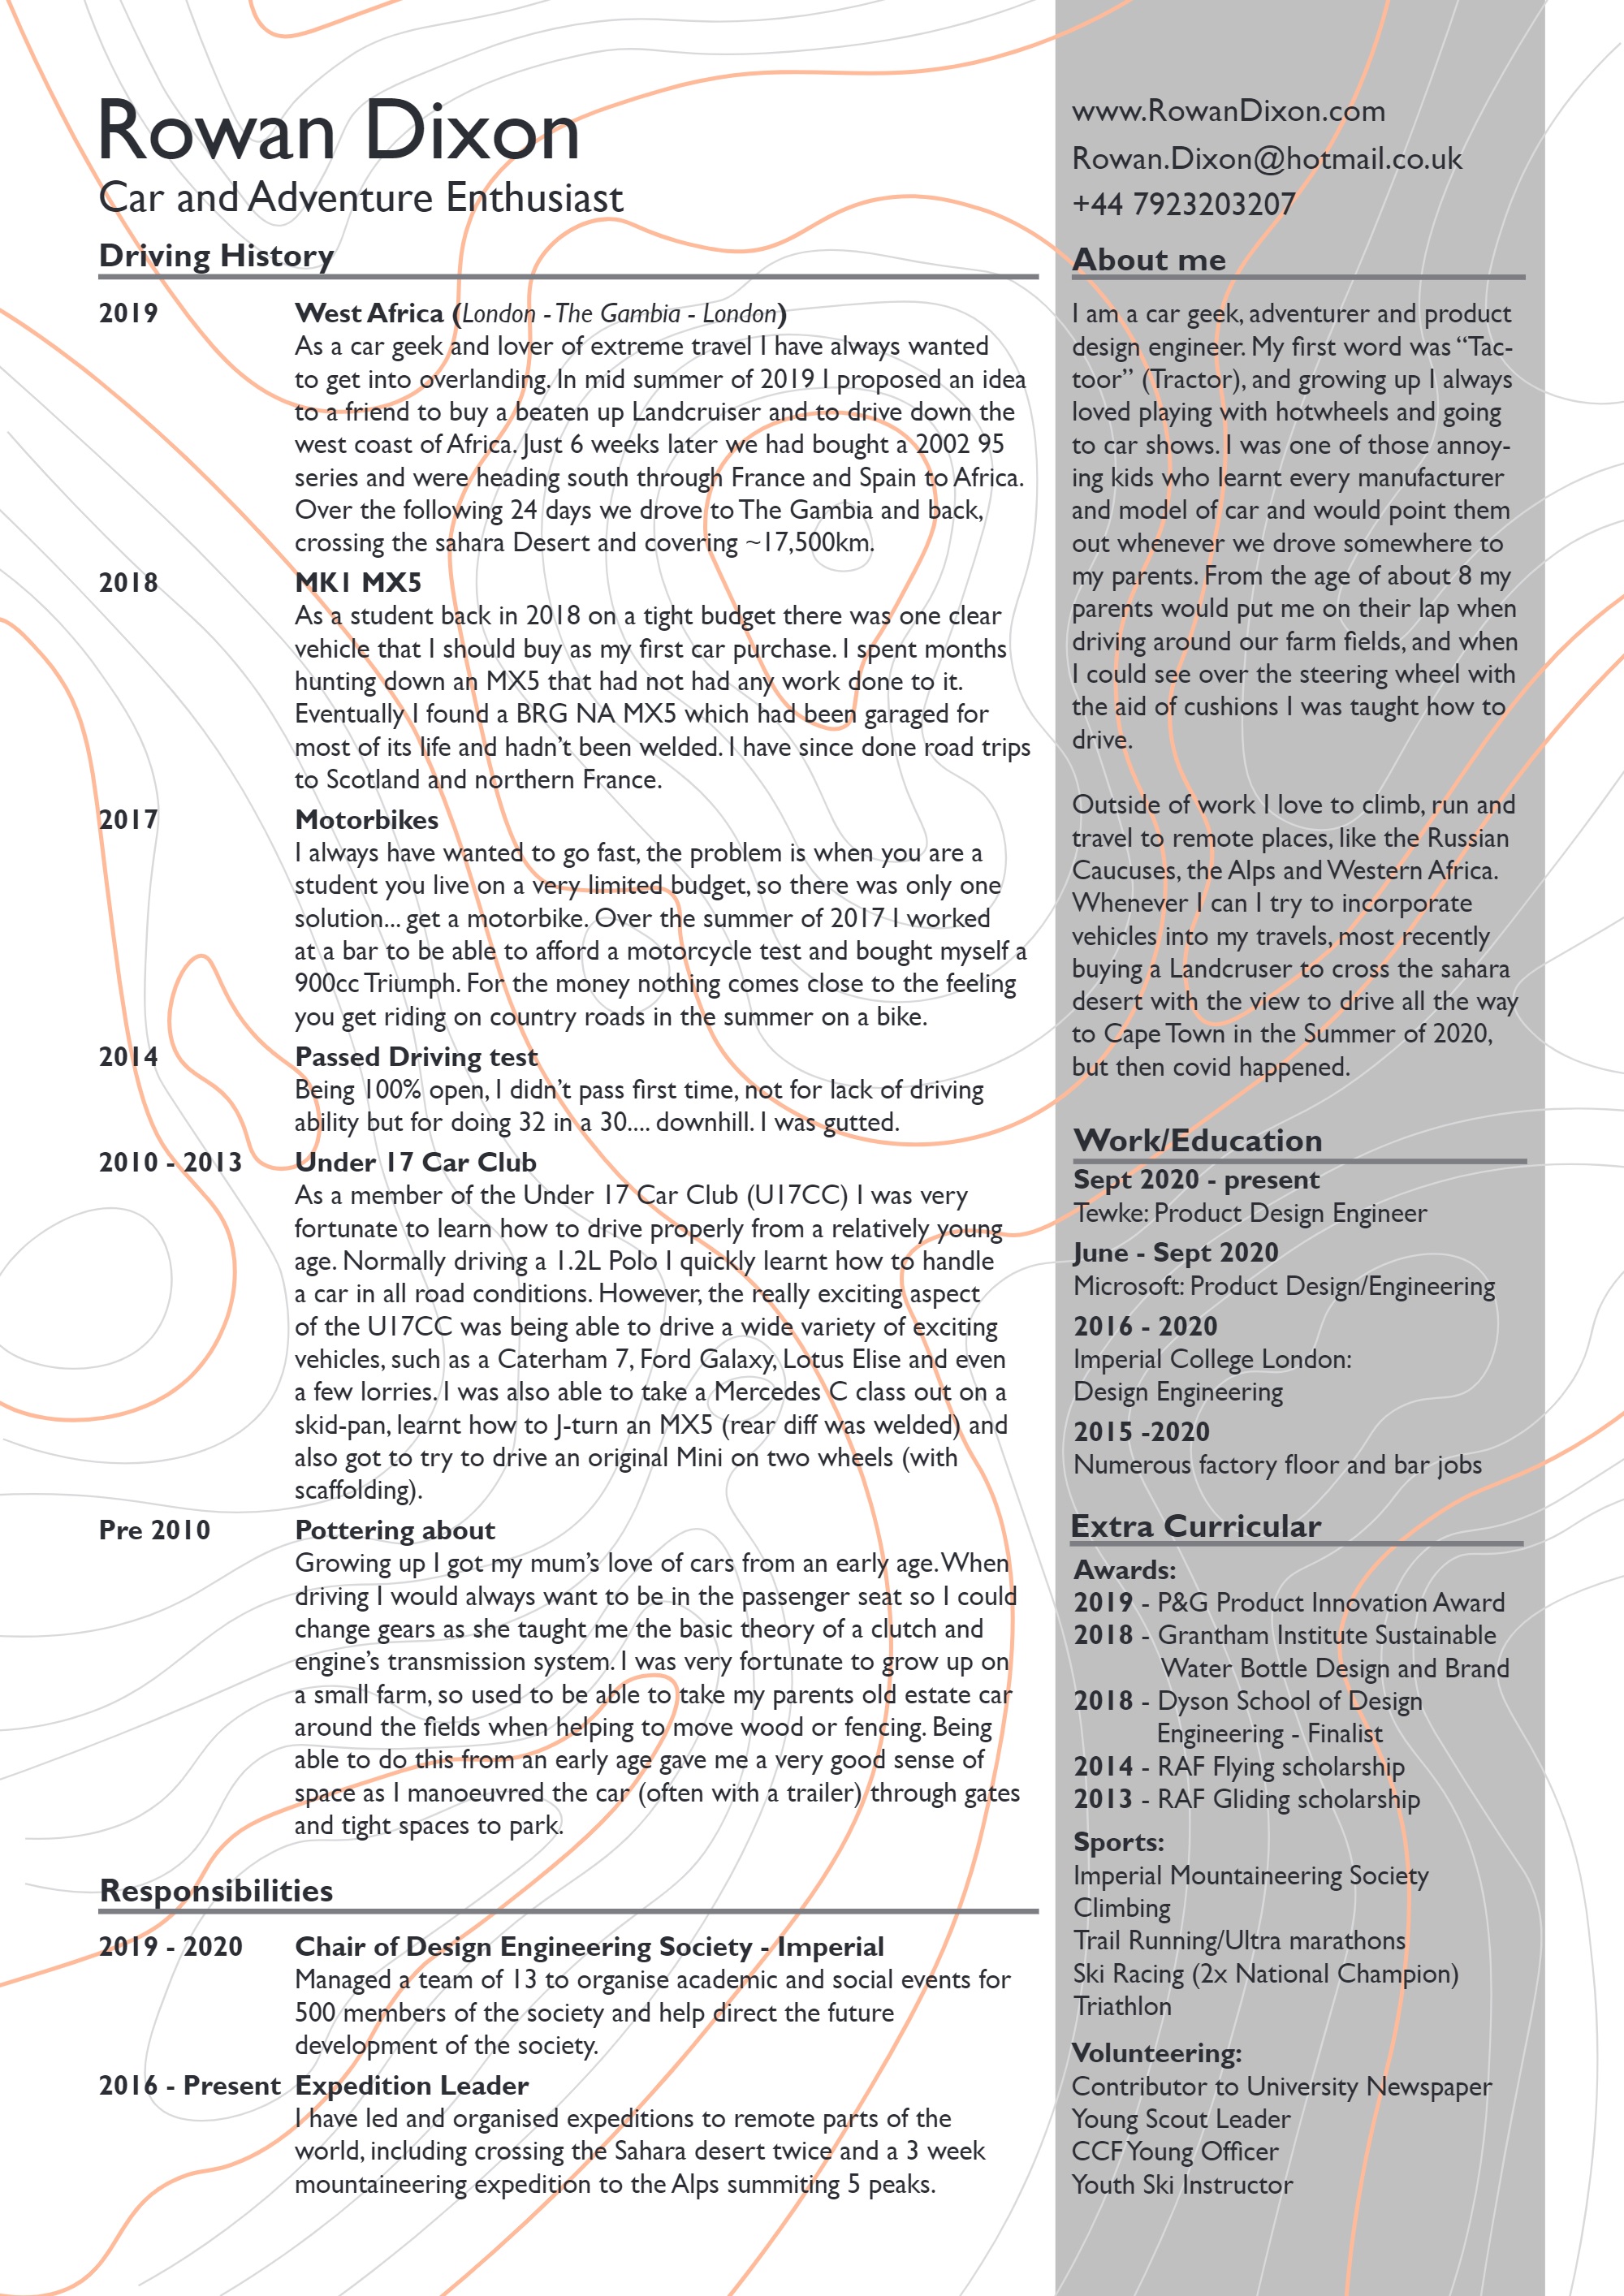 Rowan Dixon
Car and Adventure Enthusiast
Driving History
2019
West Africa (London - The Gambia - London)
As a car geek and lover of extreme travel I have always wanted
to get into overlanding. In mid summer of 2019 I proposed an idea
to a friend to buy a beaten up Landcruiser and to drive down the
west coast of Africa. Just 6 weeks later we had bought a 2002 95
series and were heading south through France and Spain to Africa.
Over the following 24 days we drove to The Gambia and back,
crossing the sahara Desert and covering ~17,500km.
2018
MK1 MX5
As a student back in 2018 on a tight budget there was one clear
vehicle that I should buy as my first car purchase. I spent months
hunting down an MX5 that had not had any work done to it.
Eventually I found a BRG NA MX5 which had been garaged for
most of its life and hadn't been welded. I have since done road trips
to Scotland and northern France.
2017
Motorbikes
I always have wanted to go fast, the problem is when you are a
student you live on a very limited budget, so there was only one
solution... get a motorbike. Over the summer of 2017 I worked
at a bar to be able to afford a motorcycle test and bought myself a
900cc Triumph. For the money nothing comes close to the feeling
you get riding on country roads in the summer on a bike.
2014
Passed Driving test
Being 100% open, I didn't pass first time, not for lack of driving
ability but for doing 32 in a 30.... downhill. I was gutted.
2010 - 2013
Under 17 Car Club
As a member of the Under 17 Car Club (U17CC) I was very
fortunate to learn how to drive properly from a relatively young
age. Normally driving a 1.2L Polo I quickly learnt how to handle
a car in all road conditions. However, the really exciting aspect
of the U17CC was being able to drive a wide variety of exciting
vehicles, such as a Caterham 7, Ford Galaxy, Lotus Elise and even
a few lorries. I was also able to take a Mercedes C class out on a
skid-pan, learnt how to J-turn an MX5 (rear diff was welded) and
also got to try to drive an original Mini on two wheels (with
scaffolding).
Pre 2010
Pottering about
Growing up I got my mum's love of cars from an early age. When
driving I would always want to be in the passenger seat so I could
change gears as she taught me the basic theory of a clutch and
engine's transmission system. I was very fortunate to grow up on
a small farm, so used to be able to take my parents old estate car
around the fields when helping to move wood or fencing. Being
able to do this from an early age gave me a very good sense of
space as I manoeuvred the car (often with a trailer) through gates
and tight spaces to park.
Responsibilities
2019 - 2020
Chair of Design Engineering Society - Imperial
Managed a team of 13 to organise academic and social events for
500 members of the society and help direct the future
development of the society.
2016 - Present
Expedition Leader
I have led and organised expeditions to remote parts of the
world, including crossing the Sahara desert twice and a 3 week
mountaineering expedition to the Alps summiting 5 peaks.
www.RowanDixon.com
Rowan.Dixon@hotmail.co.uk
+44 7923203207
About me
I am a car geek, adventurer and product
design engineer. My first word was “Tac-
toor” (Tractor), and growing up I always
loved playing with hotwheels and going
to car shows. I was one of those annoy-
ing kids who learnt every manufacturer
and model of car and would point them
out whenever we drove somewhere to
my parents. From the age of about 8 my
parents would put me on their lap when
driving around our farm fields, and when
I could see over the steering wheel with
the aid of cushions I was taught how to
drive.
Outside of work I love to climb, run and
travel to remote places, like the Russian
Caucuses, the Alps and Western Africa.
Whenever I can I try to incorporate
vehicles into my travels, most recently
buying a Landcruser to cross the sahara
desert with the view to drive all the way
to Cape Town in the Summer of 2020,
but then covid happened.
Work/Education
Sept 2020 - present
Tewke: Product Design Engineer
June - Sept 2020
Microsoft: Product Design/Engineering
2016 - 2020
Imperial College London:
Design Engineering
2015 -2020
Numerous factory floor and bar jobs
Extra Curricular
Awards:
2019 - P&G Product Innovation Award
2018 - Grantham Institute Sustainable
Water Bottle Design and Brand
2018 - Dyson School of Design
Engineering - Finalist
2014 - RAF Flying scholarship
2013 - RAF Gliding scholarship
Sports:
Imperial Mountaineering Society
Climbing
Trail Running/Ultra marathons
Ski Racing (2x National Champion)
Triathlon
Volunteering:
Contributor to University Newspaper
Young Scout Leader
CCF Young Officer
Youth Ski Instructor